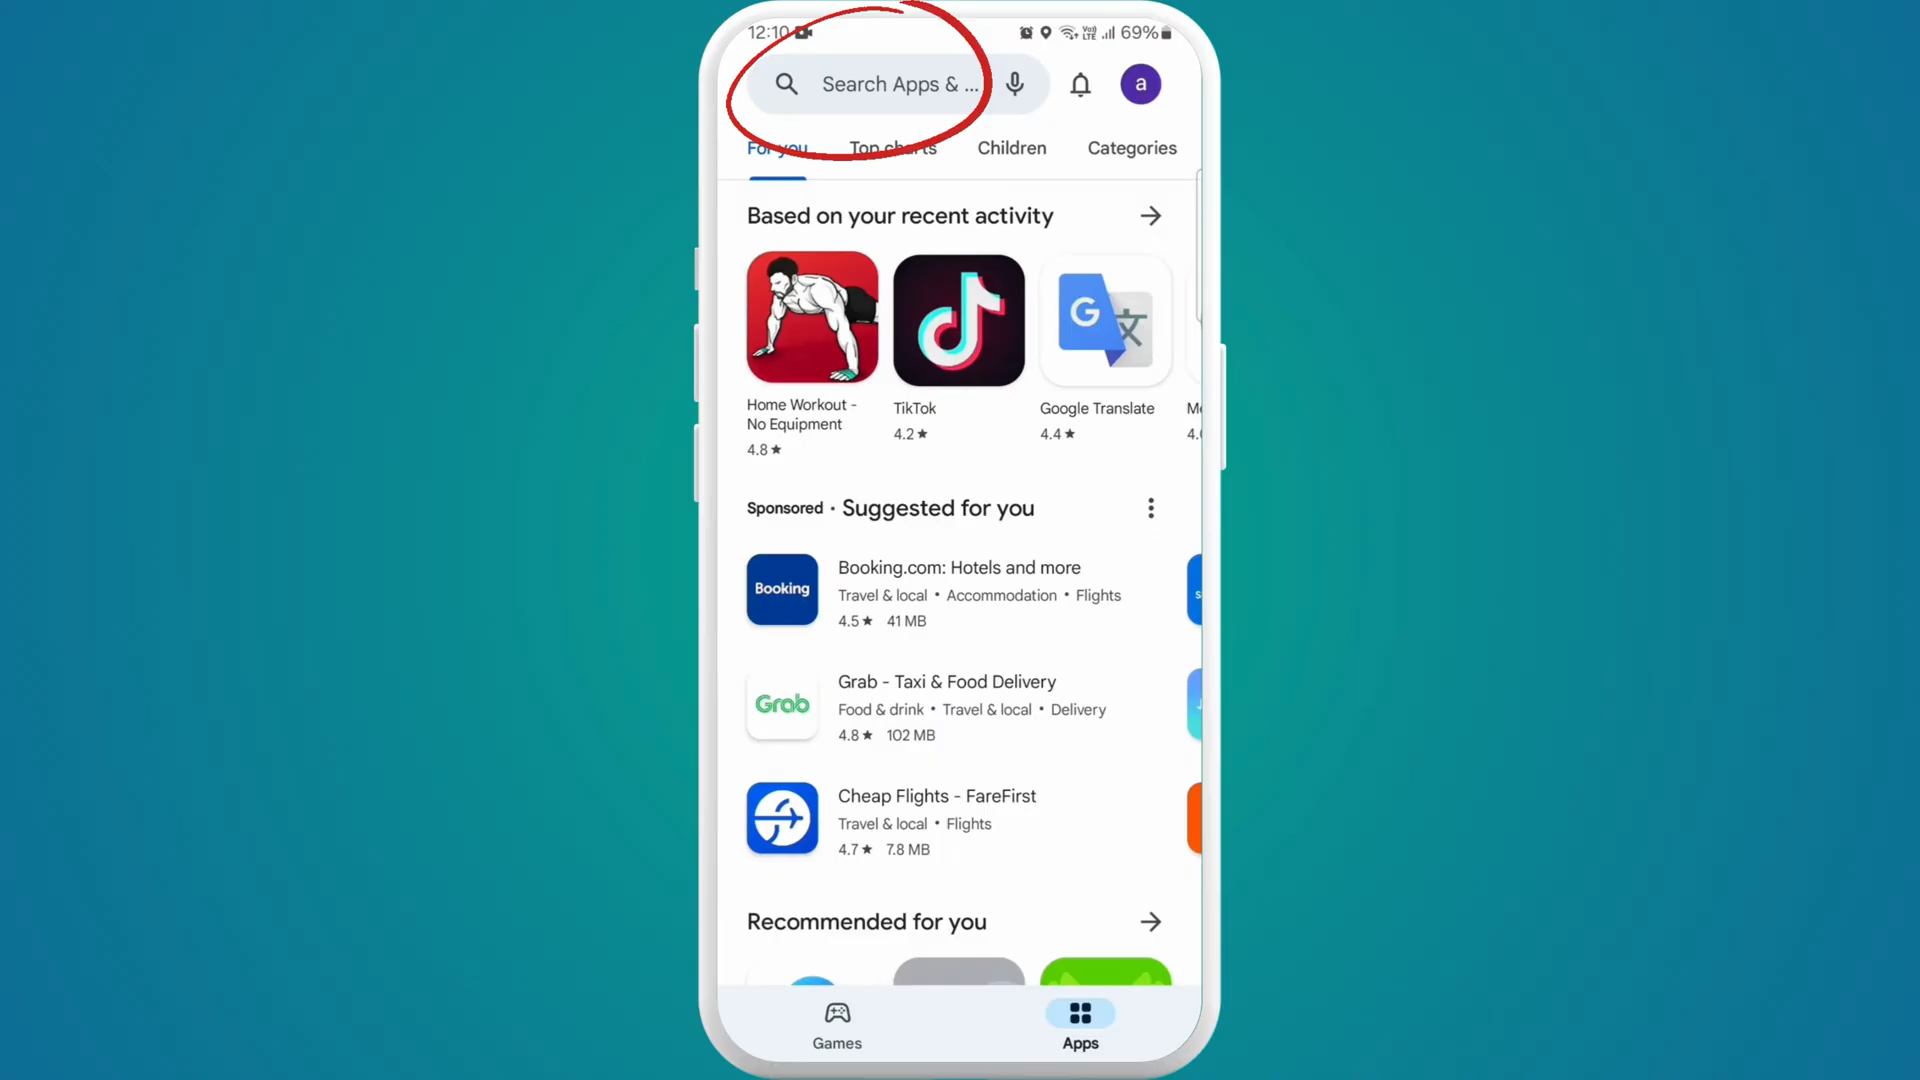 12:10
Vo)) LTE 69%
Search Apps & ...
a
For you Top charts Children Categories
Based on your recent activity
G 文
Home Workout - No Equipment
4.8★
TikTok
4.2★
Google Translate
4.4★
Sponsored • Suggested for you
Booking
Booking.com: Hotels and more
Travel & local • Accommodation • Flights
4.5★ 41 MB
Grab
Grab - Taxi & Food Delivery
Food & drink • Travel & local • Delivery
4.8★ 102 MB
Cheap Flights - FareFirst
Travel & local • Flights
4.7★ 7.8 MB
Recommended for you
Games
Apps